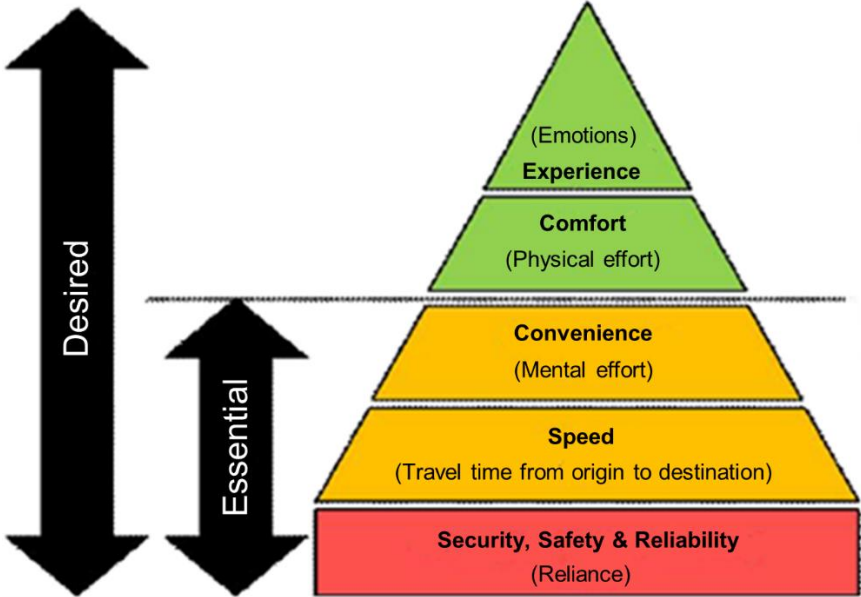 Desired
Essential
(Emotions)
Experience
Comfort
(Physical effort)
Convenience
(Mental effort)
Speed
(Travel time from origin to destination)
Security, Safety & Reliability
(Reliance)